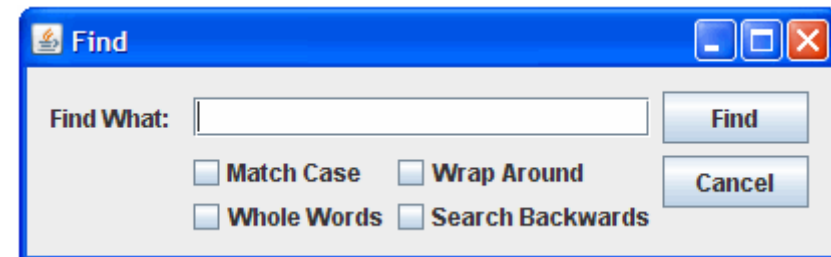 Find
Find What:
Find
Match Case
Wrap Around
Cancel
Whole Words
Search Backwards